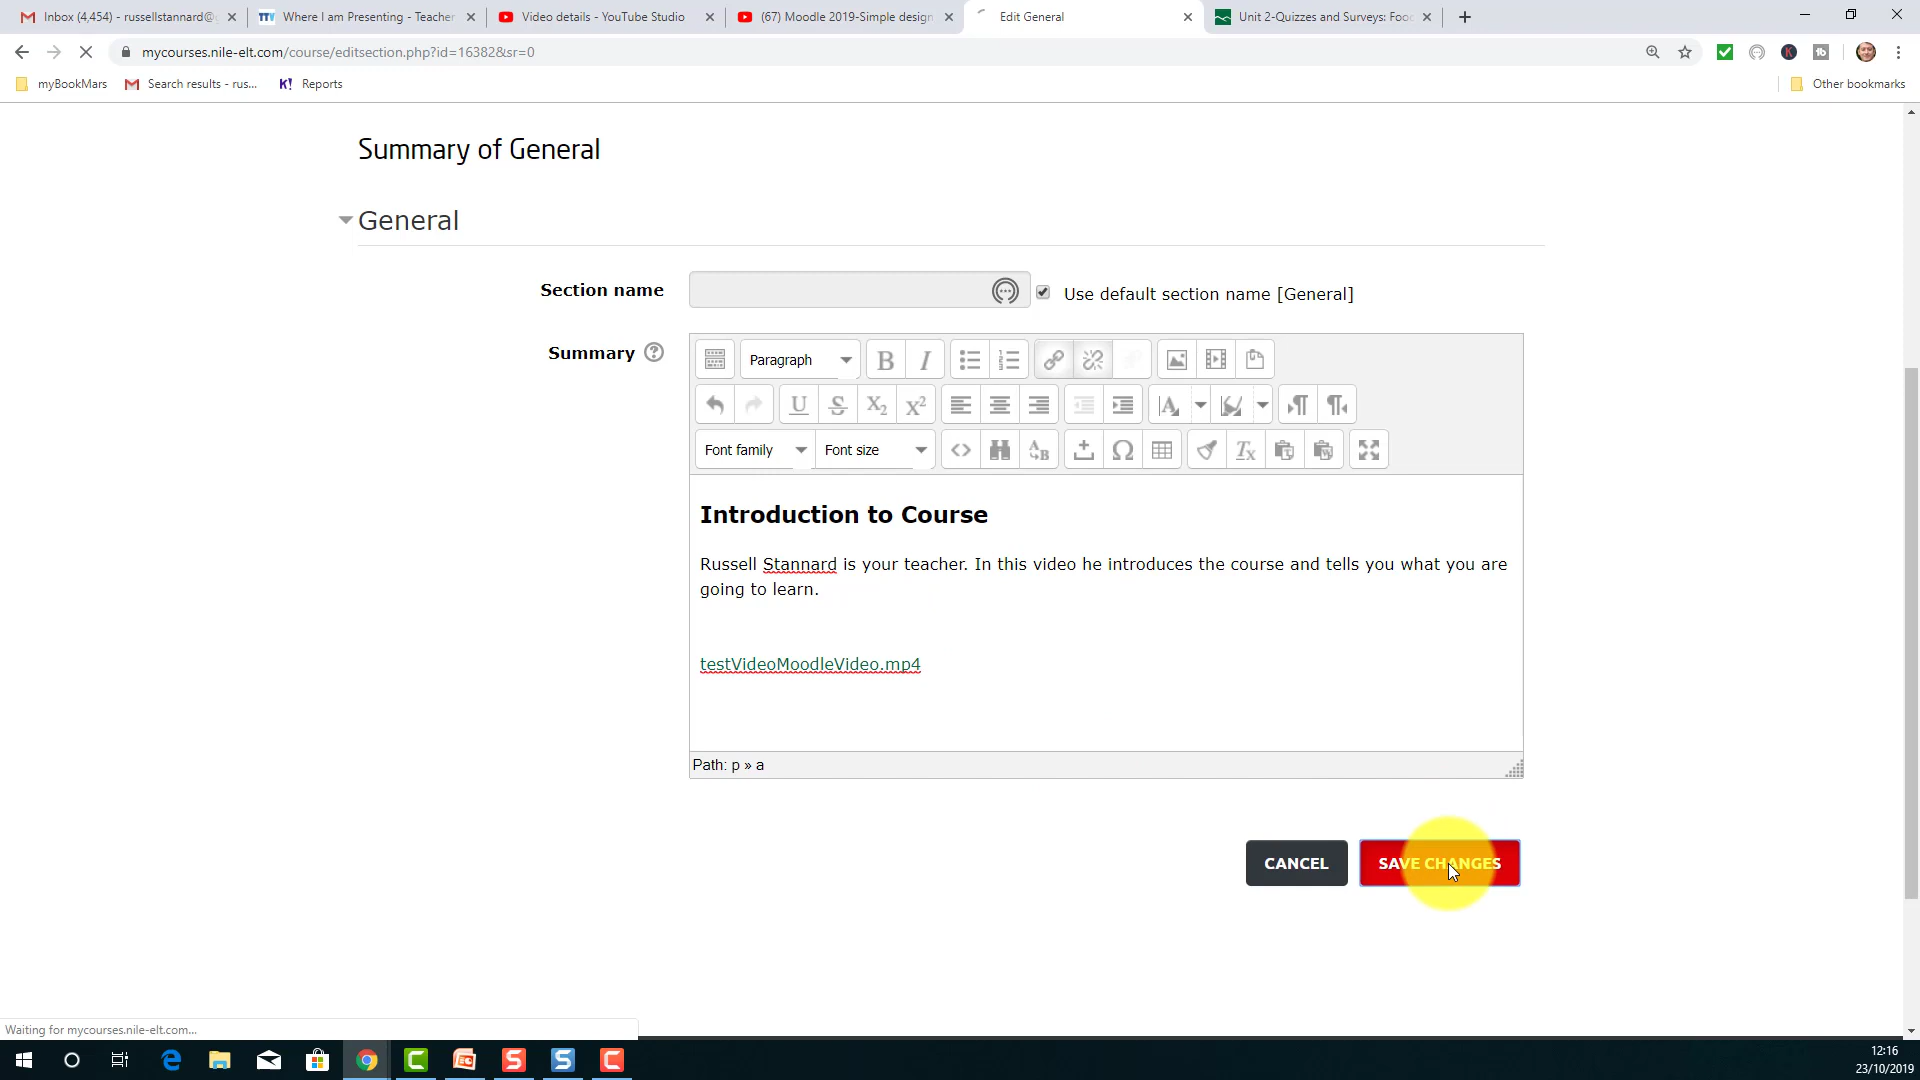 Inbox (4,454) - russellstannard@
Where I am Presenting - Teacher
Video details - YouTube Studio
(67) Moodle 2019-Simple design
Edit General
Unit 2-Quizzes and Surveys: Foo
mycourses.nile-elt.com/course/editsection.php?id=16382&sr=0
myBookMars
Search results - rus...
Reports
Other bookmarks
Summary of General
General
Section name
Use default section name [General]
Summary
Paragraph
Font family
Font size
Introduction to Course
Russell Stannard is your teacher. In this video he introduces the course and tells you what you are
going to learn.
testVideoMoodleVideo.mp4
Path: p » a
CANCEL
SAVE CHANGES
Waiting for mycourses.nile-elt.com...
12:16
23/10/2019